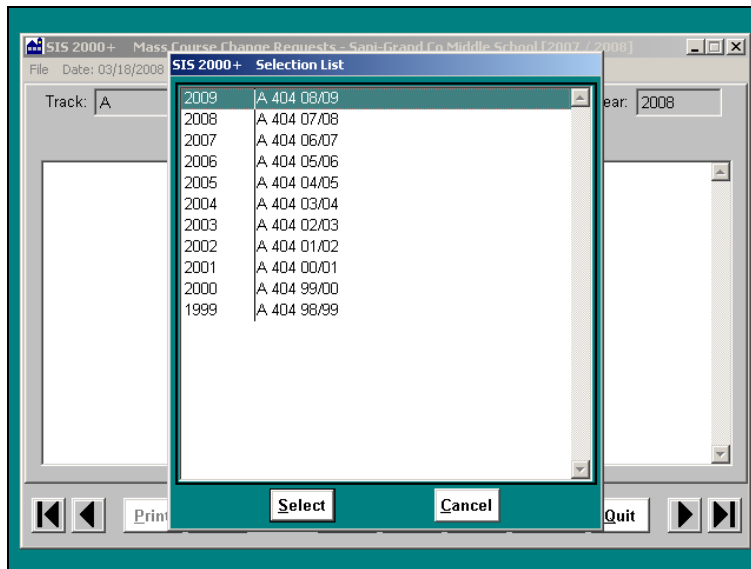 SIS 2000+ Mass Course Change Requests - Sani-Grand Co Middle School [2007 / 2008]
File Date: 03/18/2008
SIS 2000+ Selection List
Track: A
ear: 2008
2009 A 404 08/09
2008 A 404 07/08
2007 A 404 06/07
2006 A 404 05/06
2005 A 404 04/05
2004 A 404 03/04
2003 A 404 02/03
2002 A 404 01/02
2001 A 404 00/01
2000 A 404 99/00
1999 A 404 98/99
Select Cancel
Print Quit